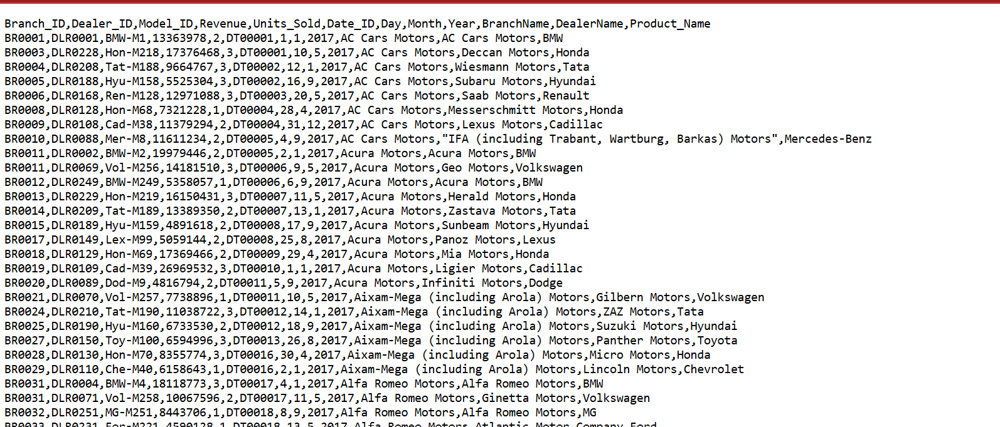 Branch_ID,Dealer_ID,Model_ID,Revenue,Units_Sold,Date_ID,Day,Month,Year,BranchName,DealerName,Product_Name
BR0001,DLR0001,BMW-M1,13363978,2,DT00001,1,1,2017,AC Cars Motors,AC Cars Motors,BMW
BR0003,DLR0228,Hon-M218,17376468,3,DT00001,10,5,2017,AC Cars Motors,Deccan Motors,Honda
BR0004,DLR0208,Tat-M188,9664767,3,DT00002,12,1,2017,AC Cars Motors,Wiesmann Motors,Tata
BR0005,DLR0188,Hyu-M158,5525304,3,DT00002,16,9,2017,AC Cars Motors,Subaru Motors,Hyundai
BR0006,DLR0168,Ren-M128,12971088,3,DT00003,20,5,2017,AC Cars Motors,Saab Motors,Renault
BR0008,DLR0128,Hon-M68,7321228,1,DT00004,28,4,2017,AC Cars Motors,Messerschmitt Motors,Honda
BR0009,DLR0108,Cad-M38,11379294,2,DT00004,31,12,2017,AC Cars Motors,Lexus Motors,Cadillac
BR0010,DLR0088,Mer-M8,11611234,2,DT00005,4,9,2017,AC Cars Motors,"IFA (including Trabant, Wartburg, Barkas) Motors",Mercedes-Benz
BR0011,DLR0002,BMW-M2,19979446,2,DT00005,2,1,2017,Acura Motors,Acura Motors,BMW
BR0011,DLR0069,Vol-M256,14181510,3,DT00006,9,5,2017,Acura Motors,Geo Motors,Volkswagen
BR0012,DLR0249,BMW-M249,5358057,1,DT00006,6,9,2017,Acura Motors,Acura Motors,BMW
BR0013,DLR0229,Hon-M219,16150431,3,DT00007,11,5,2017,Acura Motors,Herald Motors,Honda
BR0014,DLR0209,Tat-M189,13389350,2,DT00007,13,1,2017,Acura Motors,Zastava Motors,Tata
BR0015,DLR0189,Hyu-M159,4891618,2,DT00008,17,9,2017,Acura Motors,Sunbeam Motors,Hyundai
BR0017,DLR0149,Lex-M99,5059144,2,DT00008,25,8,2017,Acura Motors,Panoz Motors,Lexus
BR0018,DLR0129,Hon-M69,17369466,2,DT00009,29,4,2017,Acura Motors,Mia Motors,Honda
BR0019,DLR0109,Cad-M39,26969532,3,DT00010,1,1,2017,Acura Motors,Ligier Motors,Cadillac
BR0020,DLR0089,Dod-M9,4816794,2,DT00011,5,9,2017,Acura Motors,Infiniti Motors,Dodge
BR0021,DLR0070,Vol-M257,7738896,1,DT00011,10,5,2017,Aixam-Mega (including Arola) Motors,Gilbern Motors,Volkswagen
BR0024,DLR0210,Tat-M190,11038722,3,DT00012,14,1,2017,Aixam-Mega (including Arola) Motors,ZAZ Motors,Tata
BR0025,DLR0190,Hyu-M160,6733530,2,DT00012,18,9,2017,Aixam-Mega (including Arola) Motors,Suzuki Motors,Hyundai
BR0027,DLR0150,Toy-M100,6594996,3,DT00013,26,8,2017,Aixam-Mega (including Arola) Motors,Panther Motors,Toyota
BR0028,DLR0130,Hon-M70,8355774,3,DT00016,30,4,2017,Aixam-Mega (including Arola) Motors,Micro Motors,Honda
BR0029,DLR0110,Che-M40,6158643,1,DT00016,2,1,2017,Aixam-Mega (including Arola) Motors,Lincoln Motors,Chevrolet
BR0031,DLR0004,BMW-M4,18118773,3,DT00017,4,1,2017,Alfa Romeo Motors,Alfa Romeo Motors,BMW
BR0031,DLR0071,Vol-M258,10067596,2,DT00017,11,5,2017,Alfa Romeo Motors,Ginetta Motors,Volkswagen
BR0032,DLR0251,MG-M251,8443706,1,DT00018,8,9,2017,Alfa Romeo Motors,Alfa Romeo Motors,MG
BR0033,DLR0231,For-M221,4590128,1,DT00018,13,5,2017,Alfa Romeo Motors,Atlantic Motor Company,Ford